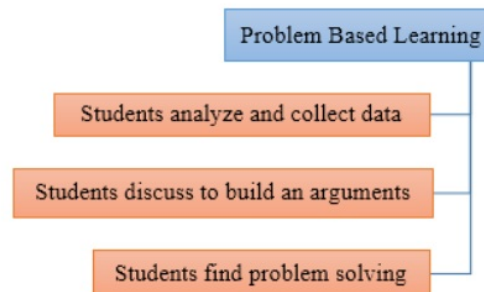 Problem Based Learning
Students analyze and collect data
Students discuss to build an arguments
Students find problem solving